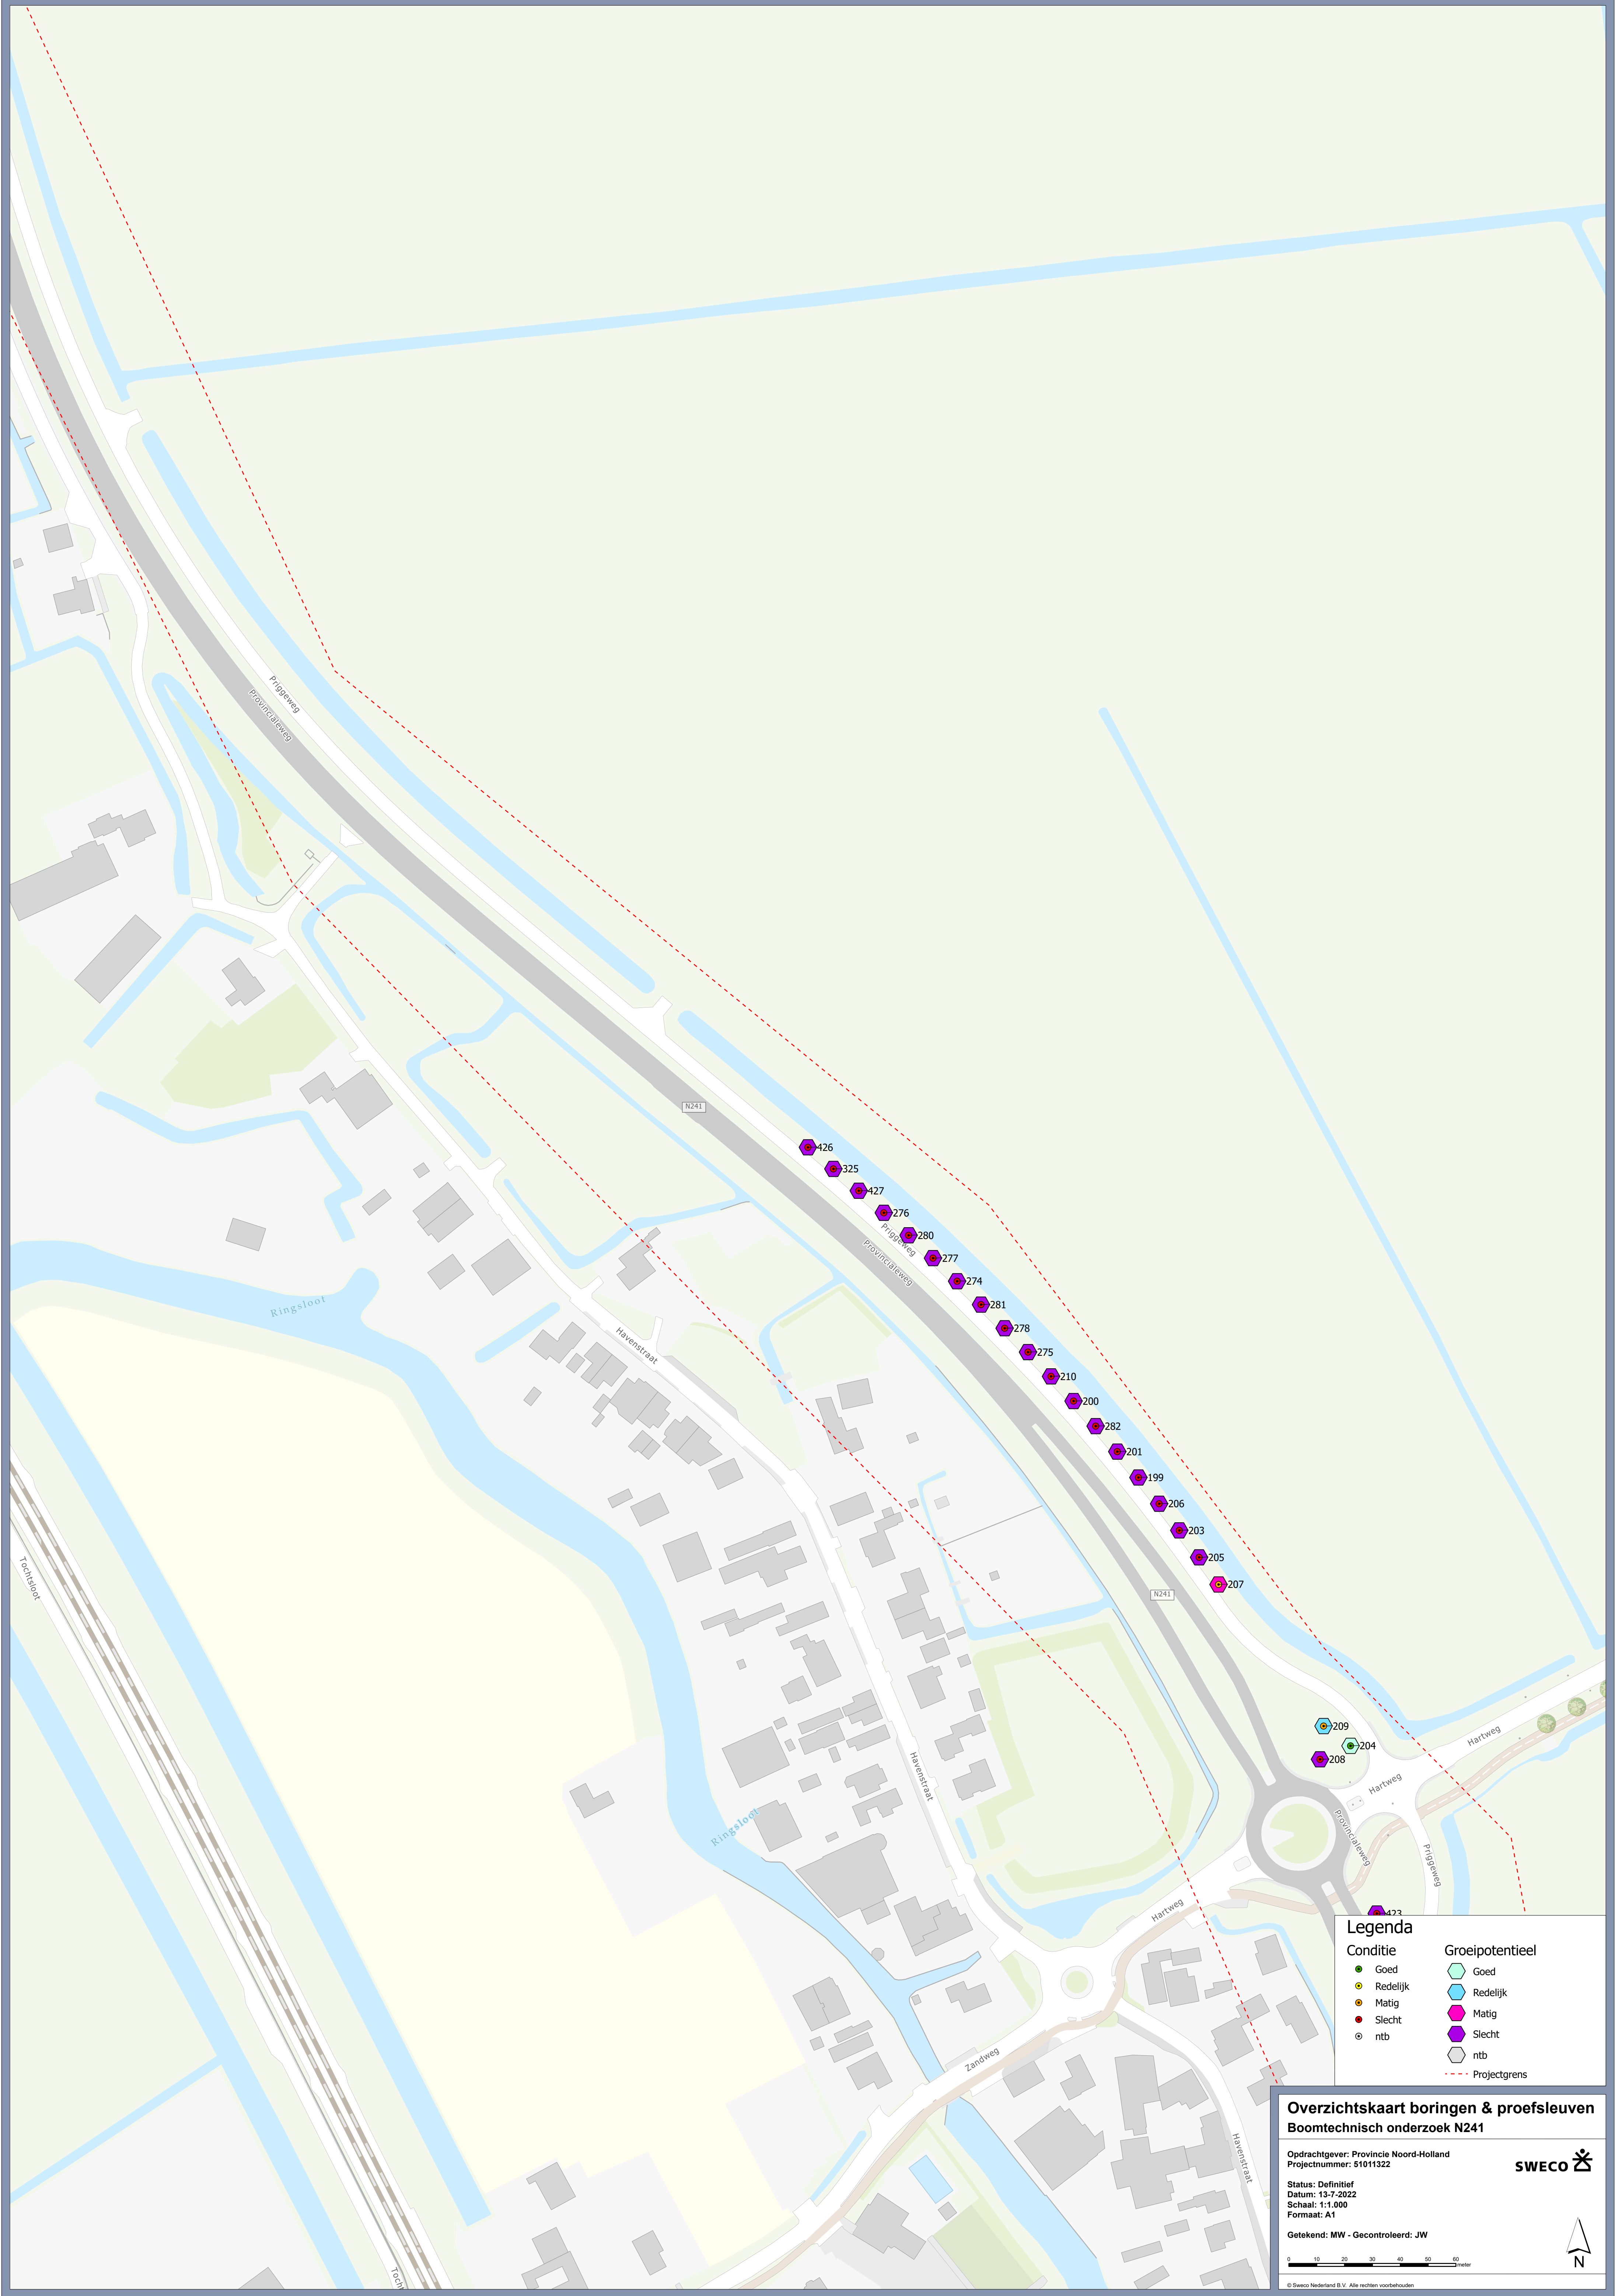 Priggeweg
Provincialeweg
N241
426
325
427
276
280
Priggeweg
277
Provincialeweg
274
281
Ringsloot
278
Havenstraat
275
210
200
282
201
199
206
203
205
Tochtsloot
207
N241
209
Hartweg
204
208
Havenstraat
Hartweg
Ringsloot
Provincialeweg
Priggeweg
Hartweg
423
Zandweg
Havenstraat
Legenda
Conditie
Goed
Redelijk
Matig
Slecht
ntb
Groeipotentieel
Goed
Redelijk
Matig
Slecht
ntb
Projectgrens
Overzichtskaart boringen & proefsleuven
Boomtechnisch onderzoek N241
Opdrachtgever: Provincie Noord-Holland
Projectnummer: 51011322
SWECO
Status: Definitief
Datum: 13-7-2022
Schaal: 1:1.000
Formaat: A1
Getekend: MW - Gecontroleerd: JW
0 10 20 30 40 50 60
meter
N
© Sweco Nederland B.V. Alle rechten voorbehouden